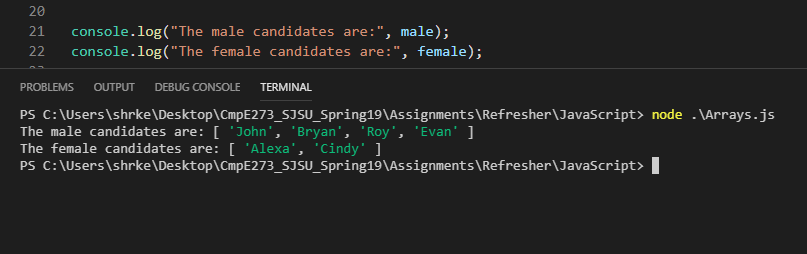 20
21 console.log("The male candidates are:", male);
22 console.log("The female candidates are:", female);
PROBLEMS OUTPUT DEBUG CONSOLE TERMINAL
PS C:\Users\shrke\Desktop\CmpE273_SJSU_Spring19\Assignments\Refresher\JavaScript> node .\Arrays.js
The male candidates are: [ 'John', 'Bryan', 'Roy', 'Evan' ]
The female candidates are: [ 'Alexa', 'Cindy' ]
PS C:\Users\shrke\Desktop\CmpE273_SJSU_Spring19\Assignments\Refresher\JavaScript>